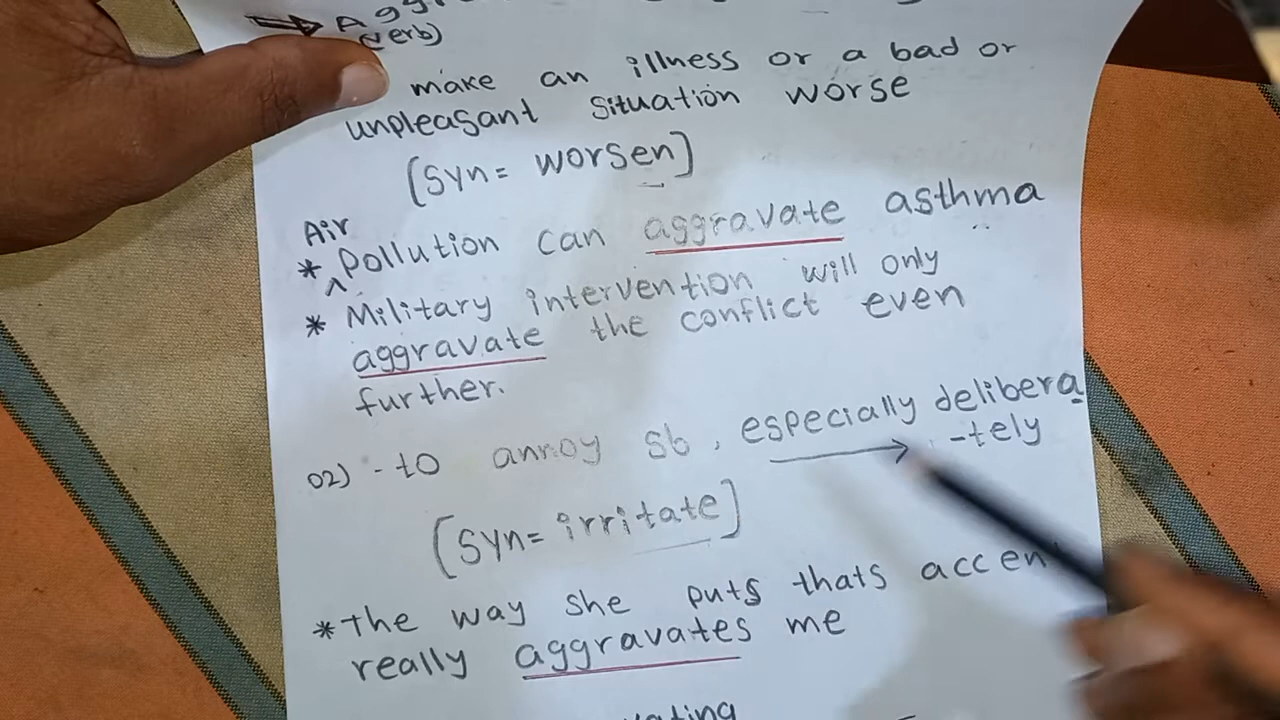 (verb)
make an illness or a bad or
unpleasant situation worse
[Syn= worsen]
Air
* Pollution can aggravate asthma
* Military intervention will only
aggravate the conflict even
further.
02) - to annoy sb, especially delibera
-tely
[Syn= irritate]
* the way she puts thats accent
really aggravates me